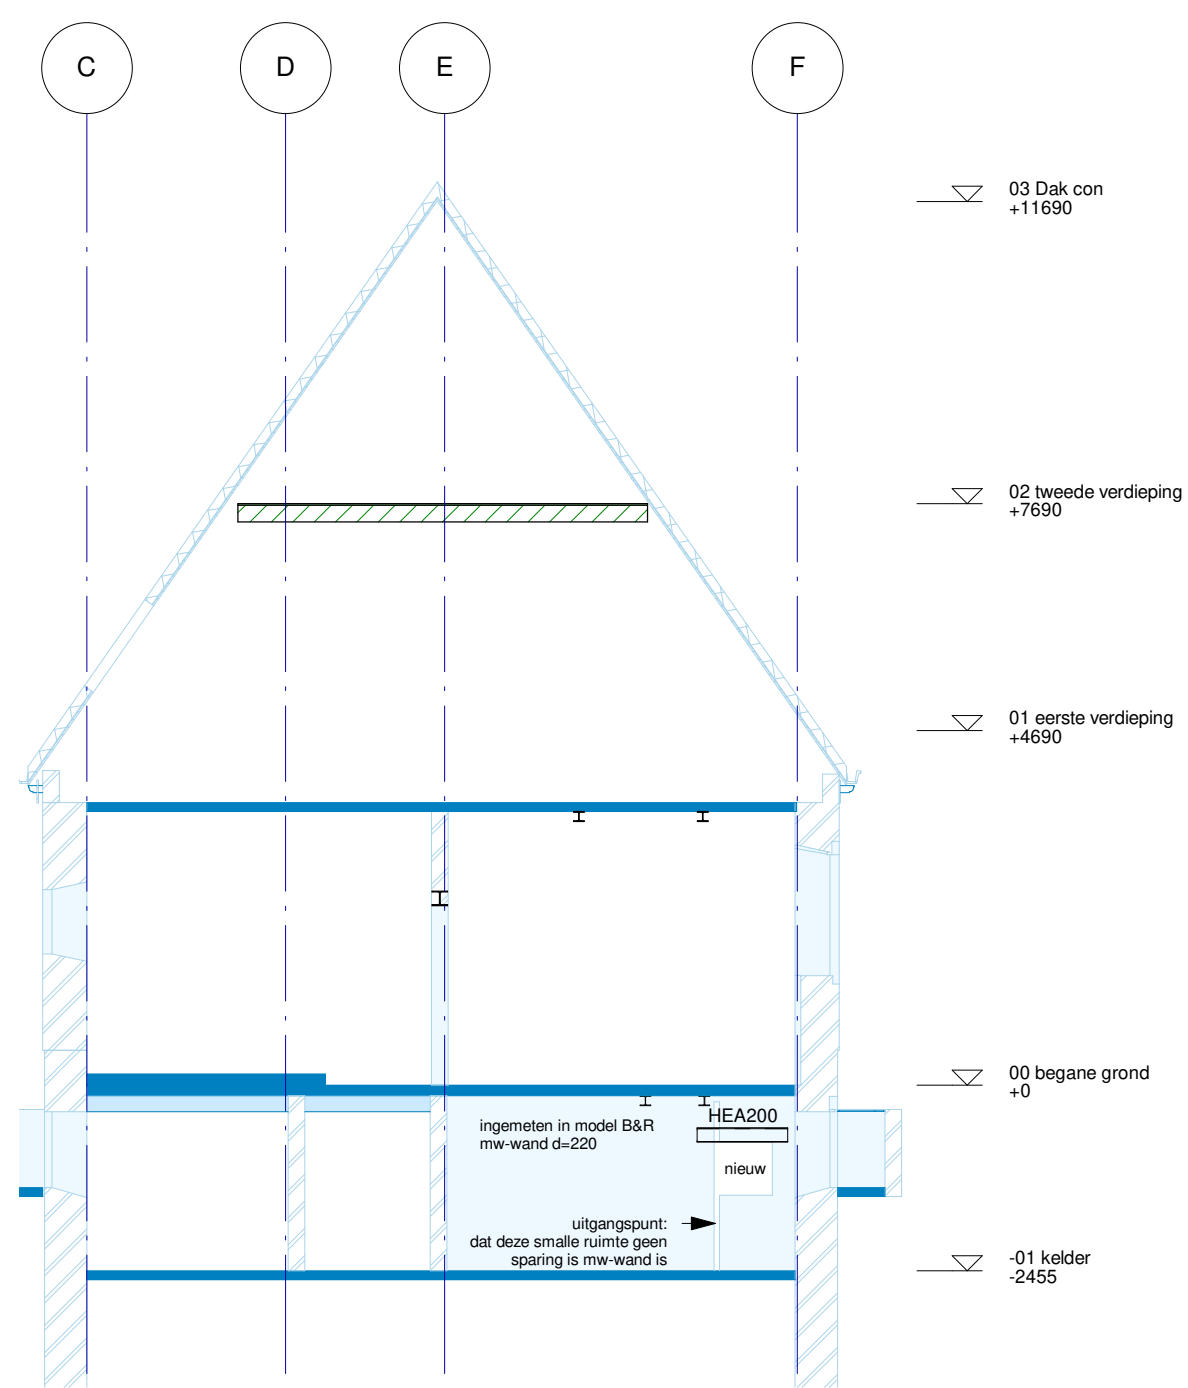 C
D
E
F
03 Dak con
+11690
02 tweede verdieping
+7690
01 eerste verdieping
+4690
00 begane grond
+0
HEA200
ingemeten in model B&R
mw-wand d=220
nieuw
uitgangspunt:
dat deze smalle ruimte geen
sparing is mw-wand is
-01 kelder
-2455